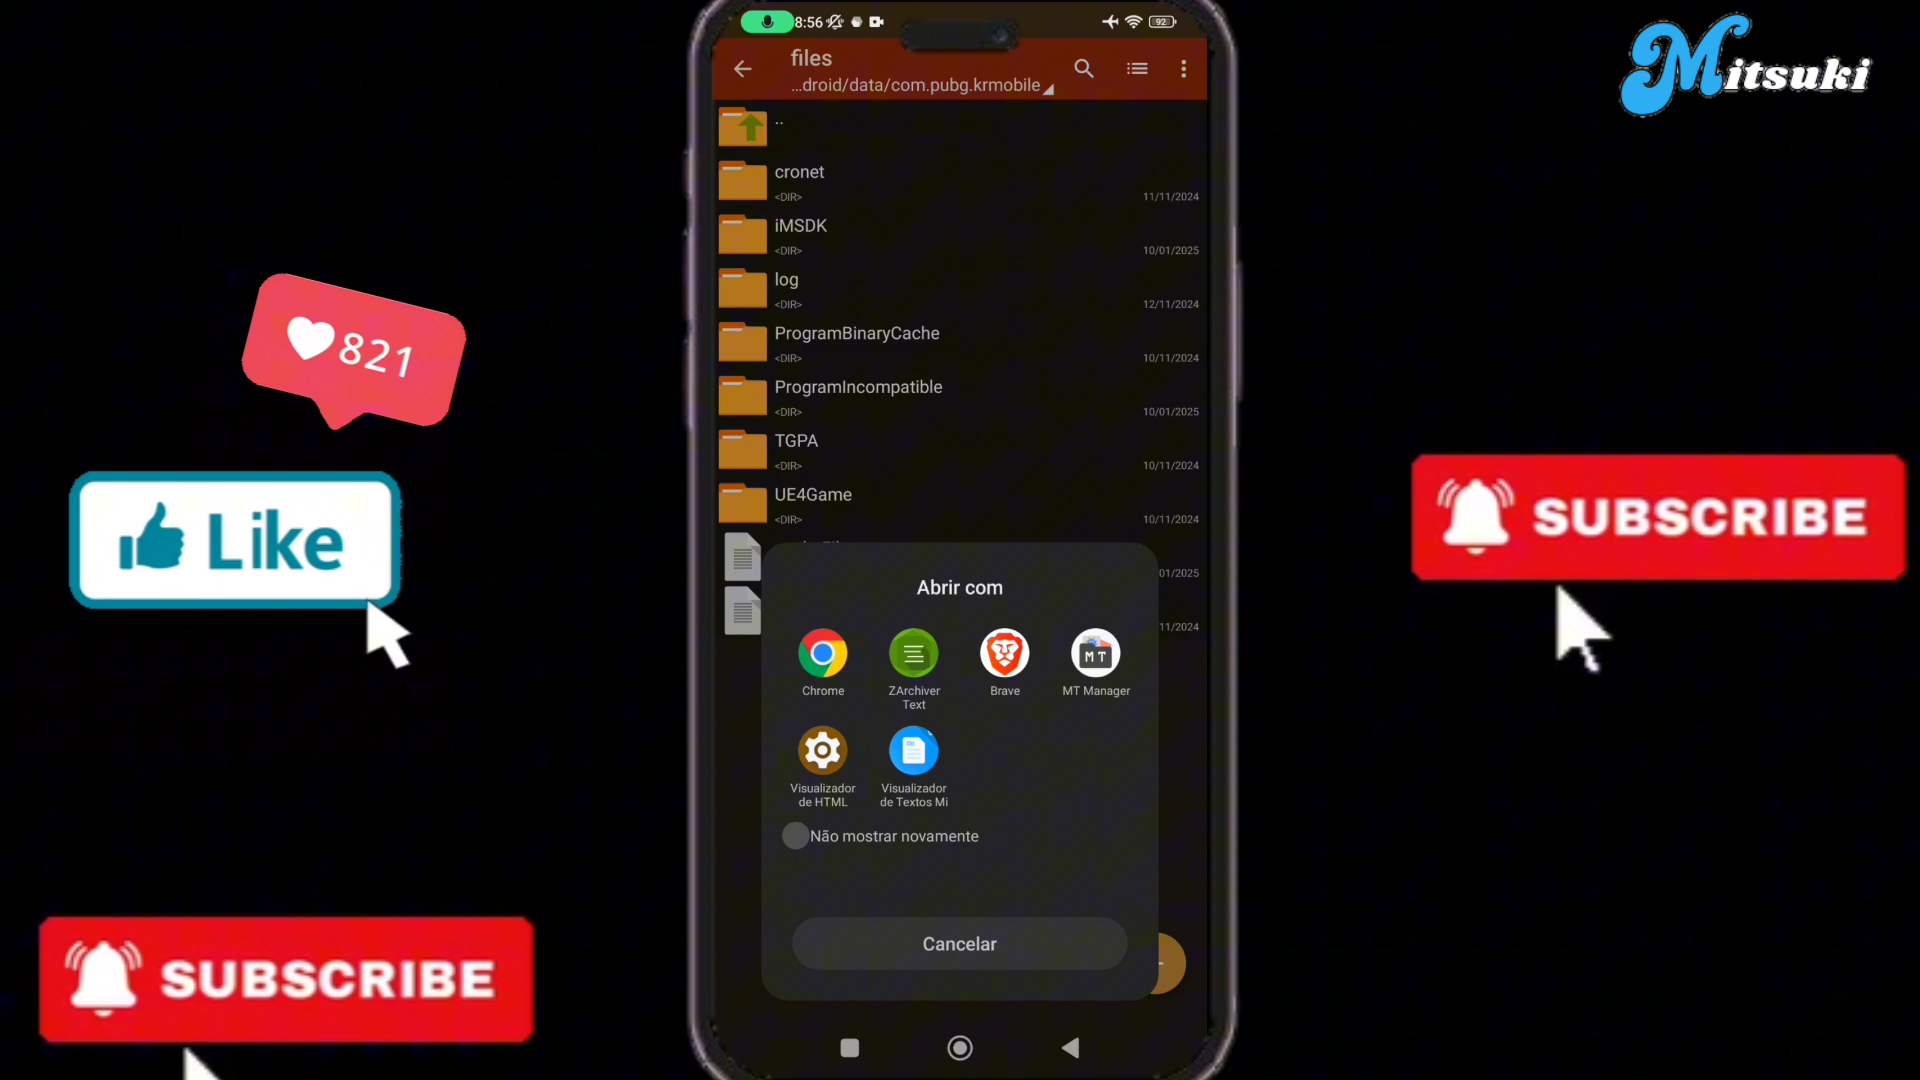 8:56
92
Mitsuki
files
...droid/data/com.pubg.krmobile
..
cronet
<DIR>
11/11/2024
iMSDK
<DIR>
10/01/2025
log
<DIR>
12/11/2024
ProgramBinaryCache
<DIR>
10/11/2024
ProgramIncompatible
<DIR>
10/01/2025
TGPA
<DIR>
10/11/2024
UE4Game
<DIR>
10/11/2024
01/2025
11/2024
Abrir com
Chrome
ZArchiver
Text
Brave
MT
MT Manager
Visualizador
de HTML
Visualizador
de Textos Mi
Não mostrar novamente
Cancelar
821
Like
SUBSCRIBE
SUBSCRIBE